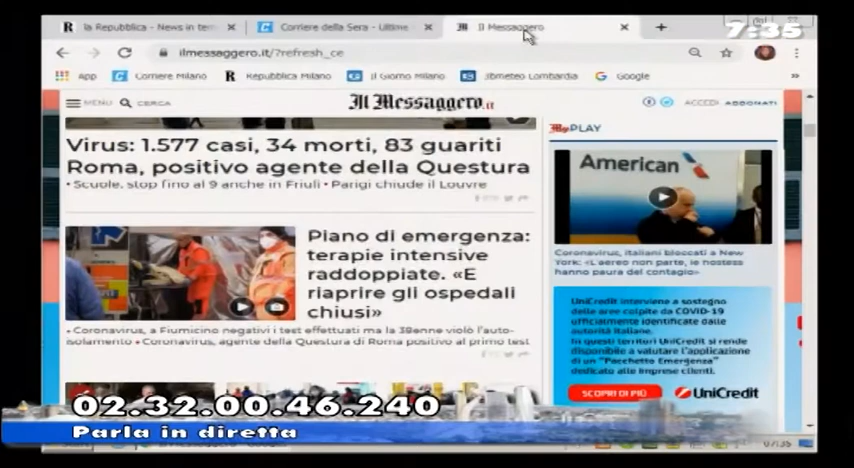 7:35
la Repubblica - News in tem
Corriere della Sera - Ultime
Il Messaggero
ilmessaggero.it/?refresh_ce
App
Corriere Milano
Repubblica Milano
Il Giorno Milano
3bmeteo Lombardia
Google
MENU
CERCA
Il Messaggero.it
ACCEDI
ABBONATI
Virus: 1.577 casi, 34 morti, 83 guariti
Roma, positivo agente della Questura
• Scuole, stop fino al 9 anche in Friuli • Parigi chiude il Louvre
Piano di emergenza:
terapie intensive
raddoppiate. «E
riaprire gli ospedali
chiusi»
• Coronavirus, a Fiumicino negativi i test effettuati ma la 38enne violò l'auto-
isolamento • Coronavirus, agente della Questura di Roma positivo al primo test
MyPLAY
American
Coronavirus, italiani bloccati a New
York: «L'aereo non parte, le hostess
hanno paura del contagio»
UniCredit interviene a sostegno
delle aree colpite da COVID-19
ufficialmente identificate dalle
autorità italiane.
In questi territori UniCredit si rende
disponibile a valutare l'applicazione
di un "Pacchetto Emergenza"
dedicato alle imprese clienti.
SCOPRI DI PIÙ
UniCredit
02.32.00.46.240
Parla in diretta
07:35